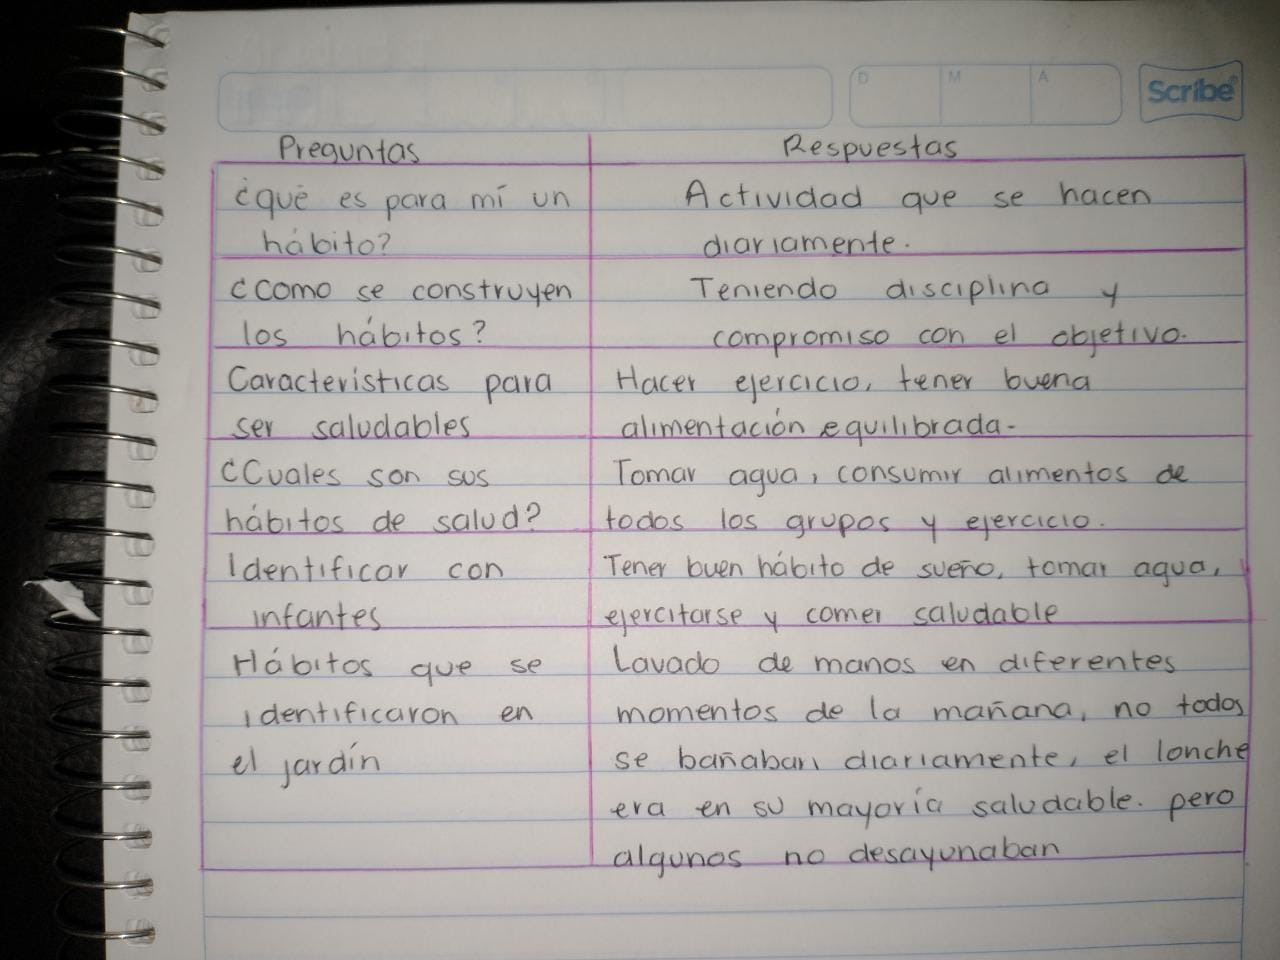 D M A
Scribe
Preguntas Respuestas
¿qué es para mí un
hábito?
Actividad que se hacen
diariamente.
¿Como se construyen
los hábitos?
Teniendo disciplina y
compromiso con el objetivo.
Características para
ser saludables
Hacer ejercicio, tener buena
alimentación equilibrada.
¿Cuales son sus
hábitos de salud?
Tomar agua, consumir alimentos de
todos los grupos y ejercicio.
Identificar con
infantes
Tener buen hábito de sueño, tomar agua,
ejercitarse y comer saludable
Hábitos que se
identificaron en
el jardín
Lavado de manos en diferentes
momentos de la mañana, no todos
se bañaban diariamente, el lonche
era en su mayoría saludable. pero
algunos no desayunaban